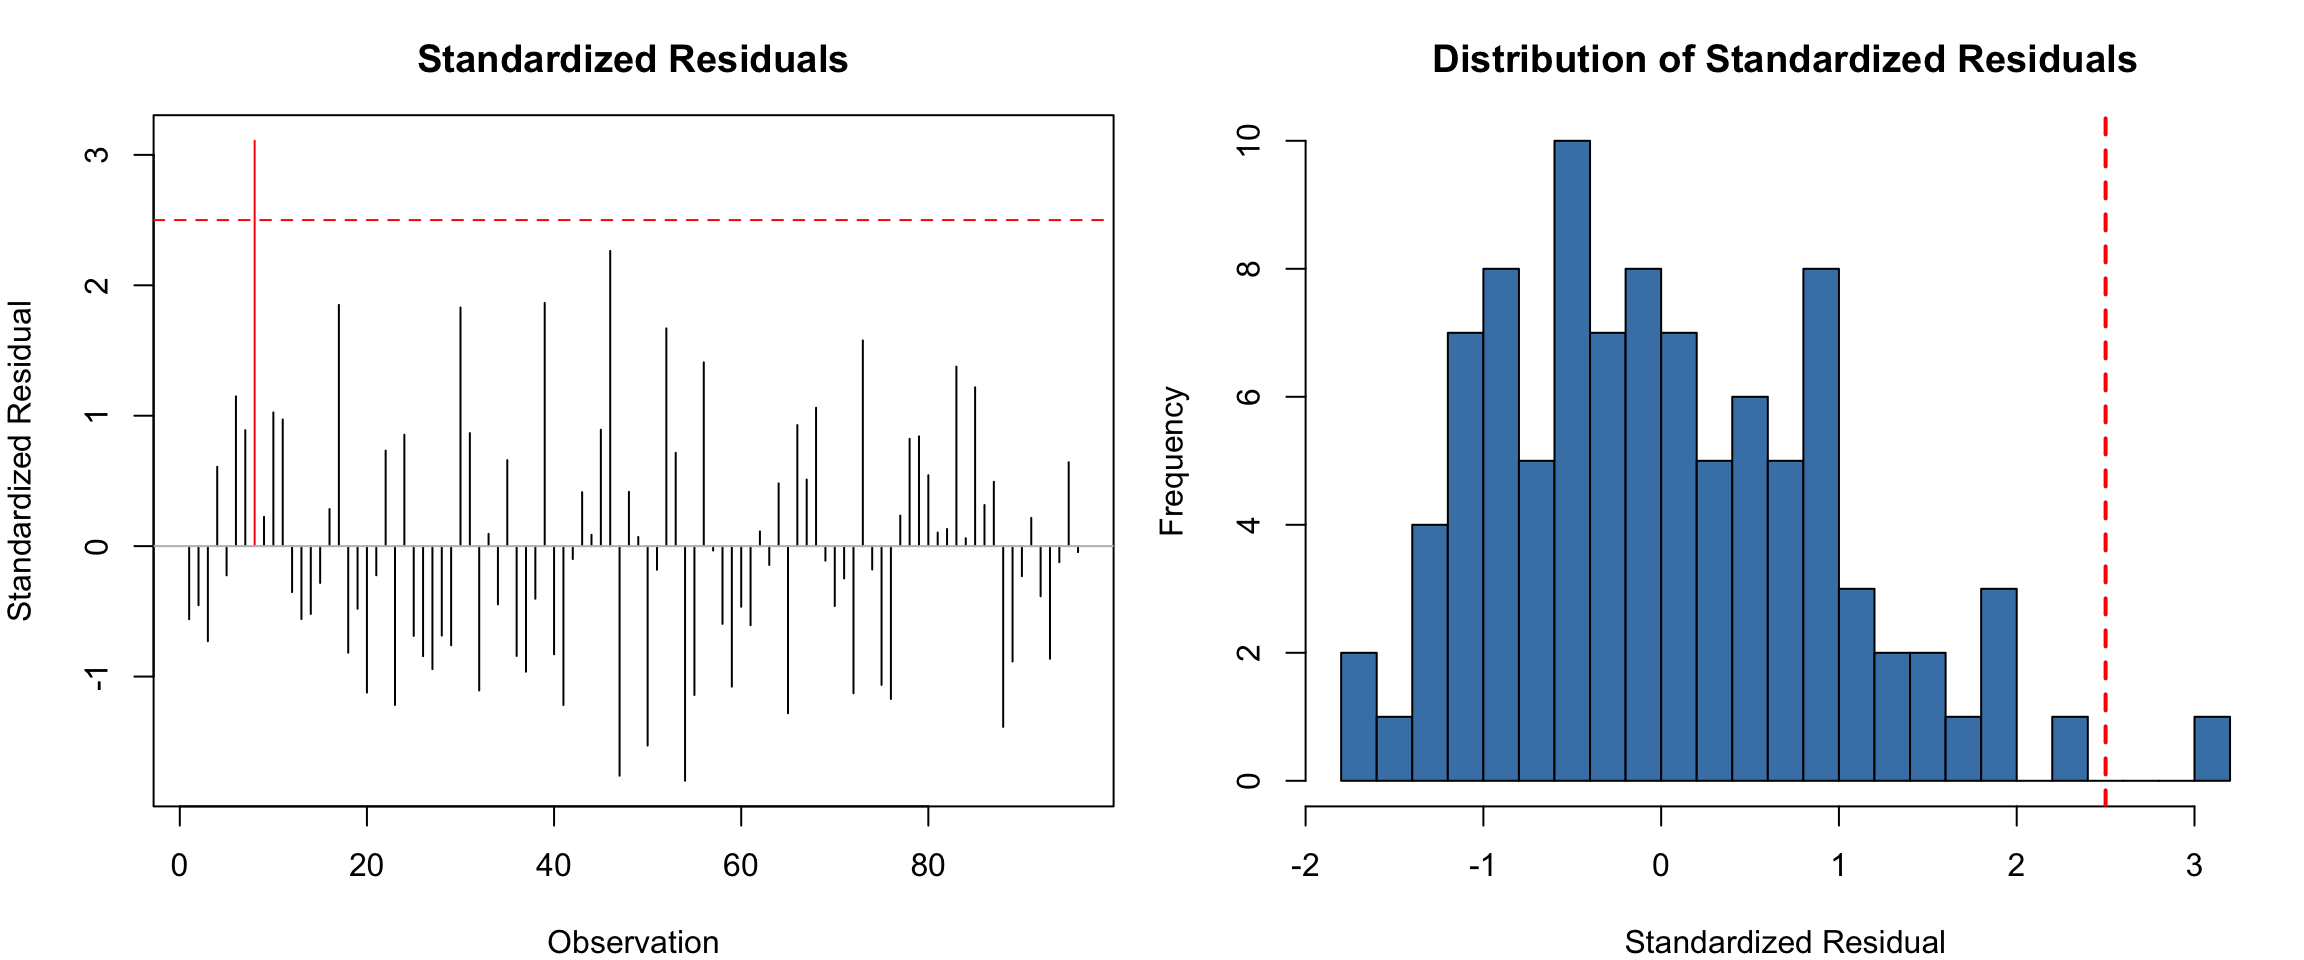 Standardized Residuals
Standardized Residual
3
2
1
0
-1
0 20 40 60 80
Observation
Distribution of Standardized Residuals
Frequency
10
8
6
4
2
0
-2 -1 0 1 2 3
Standardized Residual